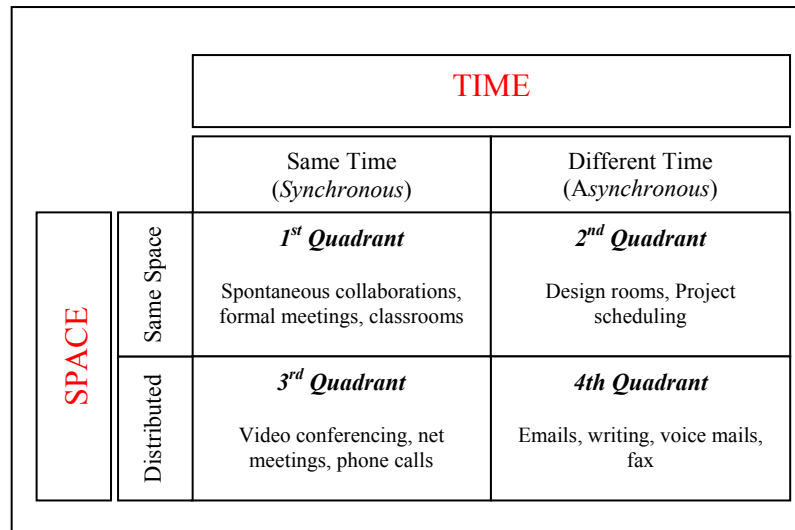 TIME
Same Time
(Synchronous)
Different Time
(Asynchronous)
SPACE
Same Space
1st Quadrant
Spontaneous collaborations,
formal meetings, classrooms
2nd Quadrant
Design rooms, Project
scheduling
Distributed
3rd Quadrant
Video conferencing, net
meetings, phone calls
4th Quadrant
Emails, writing, voice mails,
fax